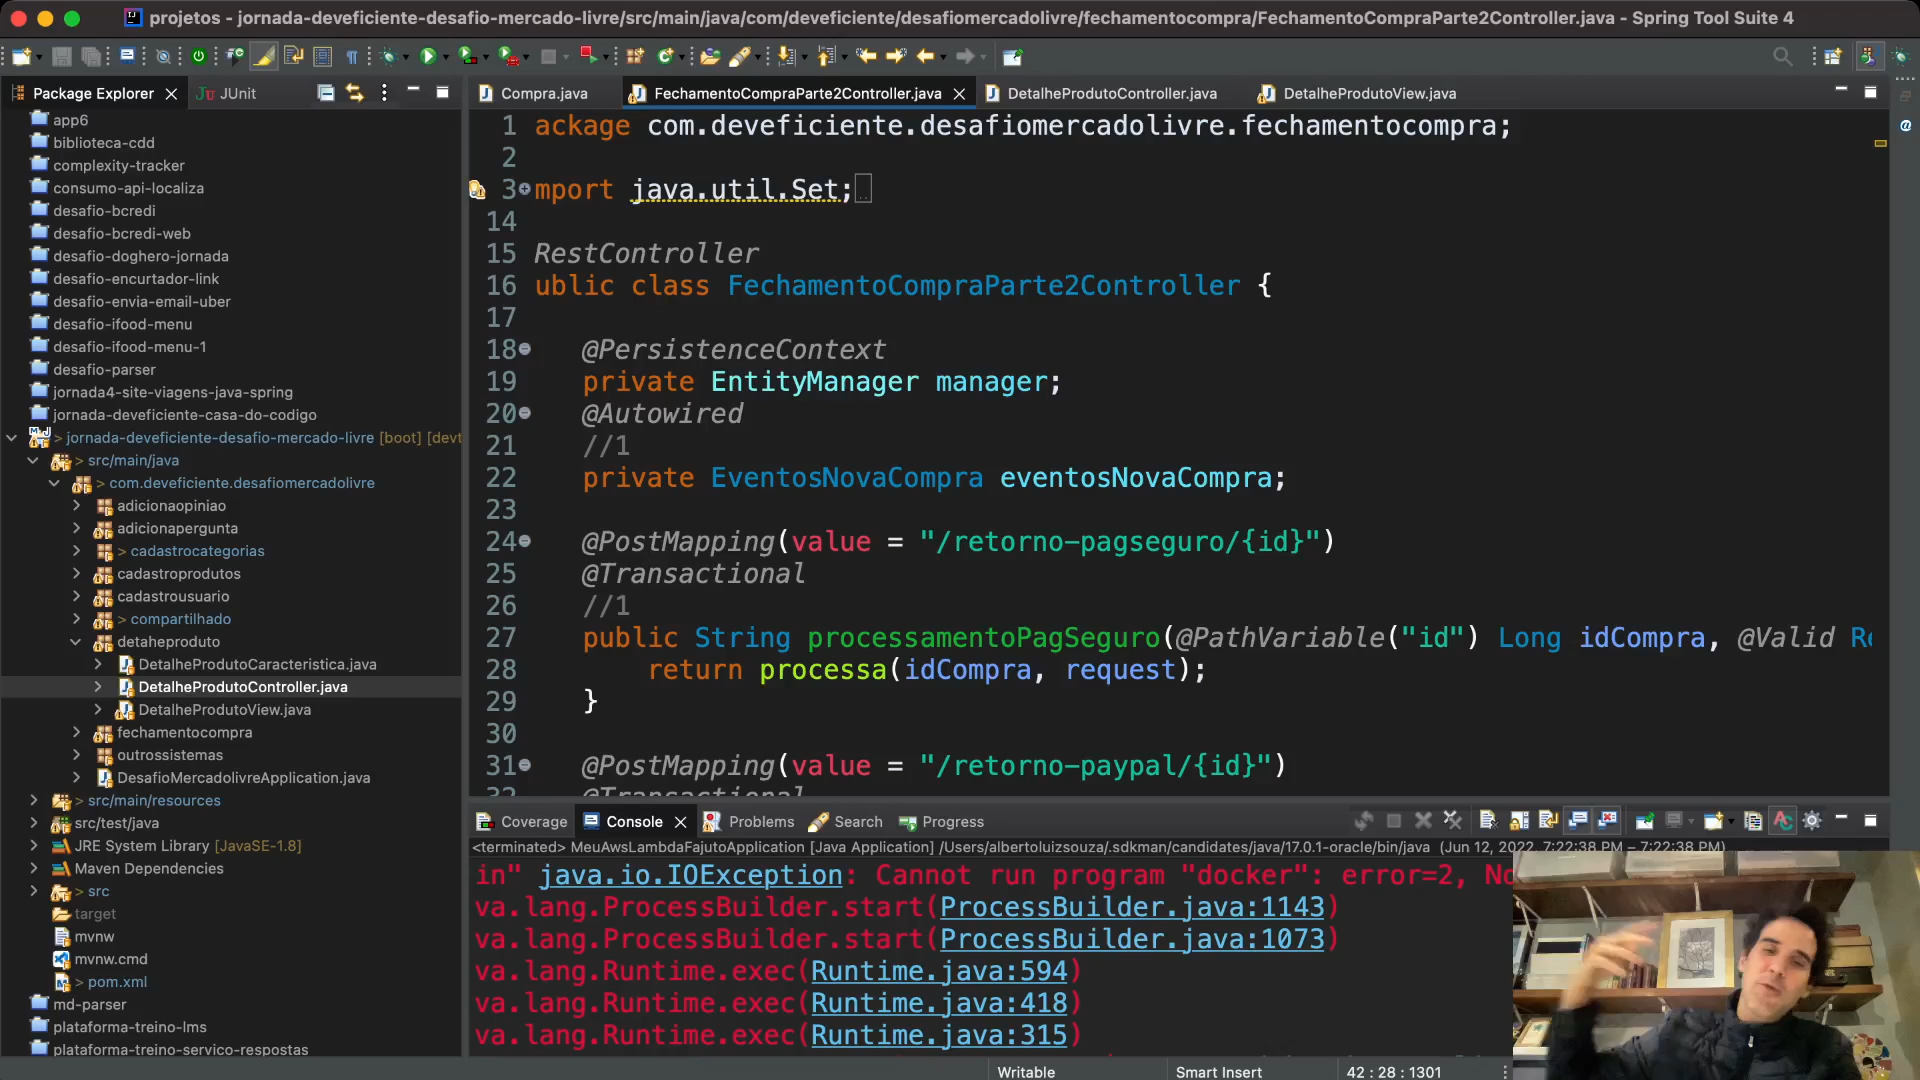 projetos - jornada-deveficiente-desafio-mercado-livre/src/main/java/com/deveficiente/desafiomercadolivre/fechamentocompra/FechamentoCompraParte2Controller.java - Spring Tool Suite 4
Package Explorer
JUnit
app6
biblioteca-cdd
complexity-tracker
consumo-api-localiza
desafio-bcredi
desafio-bcredi-web
desafio-doghero-jornada
desafio-encurtador-link
desafio-envia-email-uber
desafio-ifood-menu
desafio-ifood-menu-1
desafio-parser
jornada4-site-viagens-java-spring
jornada-deveficiente-casa-do-codigo
> jornada-deveficiente-desafio-mercado-livre [boot] [devt
> src/main/java
> com.deveficiente.desafiomercadolivre
adicionaopiniao
adicionapergunta
> cadastrocategorias
cadastroprodutos
cadastrousuario
> compartilhado
detaheproduto
DetalheProdutoCaracteristica.java
DetalheProdutoController.java
DetalheProdutoView.java
fechamentocompra
outrossistemas
DesafioMercadolivreApplication.java
> src/main/resources
src/test/java
JRE System Library [JavaSE-1.8]
Maven Dependencies
> src
target
mvnw
mvnw.cmd
> pom.xml
md-parser
plataforma-treino-lms
plataforma-treino-servico-respostas
Compra.java
FechamentoCompraParte2Controller.java
DetalheProdutoController.java
DetalheProdutoView.java
1 ackage com.deveficiente.desafiomercadolivre.fechamentocompra;
2
3 mport java.util.Set;
14
15 RestController
16 ublic class FechamentoCompraParte2Controller {
17
18 @PersistenceContext
19 private EntityManager manager;
20 @Autowired
21 //1
22 private EventosNovaCompra eventosNovaCompra;
23
24 @PostMapping(value = "/retorno-pagseguro/{id}")
25 @Transactional
26 //1
27 public String processamentoPagSeguro(@PathVariable("id") Long idCompra, @Valid Re
28 return processa(idCompra, request);
29 }
30
31 @PostMapping(value = "/retorno-paypal/{id}")
32 @Transactional
Coverage
Console
Problems
Search
Progress
<terminated> MeuAwsLambdaFajutoApplication [Java Application] /Users/albertoluizsouza/.sdkman/candidates/java/17.0.1-oracle/bin/java (Jun 12, 2022, 7:22:38 PM – 7:22:38 PM)
in" java.io.IOException: Cannot run program "docker": error=2, No
va.lang.ProcessBuilder.start(ProcessBuilder.java:1143)
va.lang.ProcessBuilder.start(ProcessBuilder.java:1073)
va.lang.Runtime.exec(Runtime.java:594)
va.lang.Runtime.exec(Runtime.java:418)
va.lang.Runtime.exec(Runtime.java:315)
Writable
Smart Insert
42 : 28 : 1301